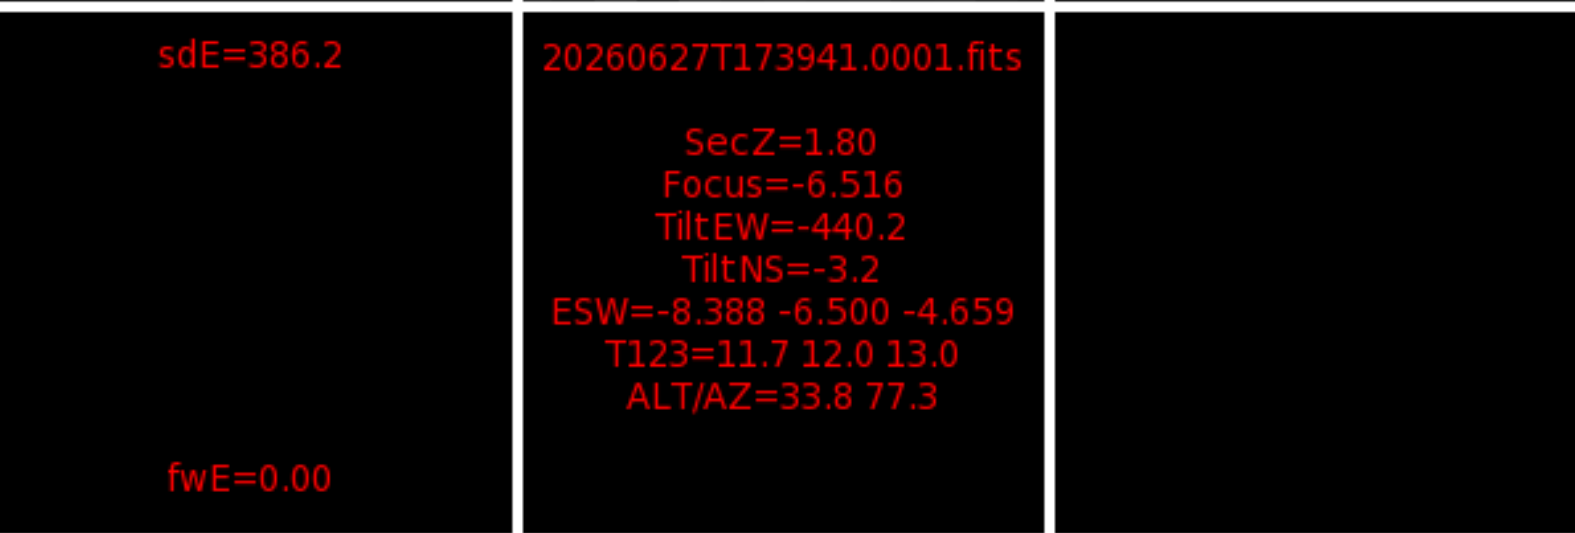 sdE=386.2
20260627T173941.0001.fits
SecZ=1.80
Focus=-6.516
TiltEW=-440.2
TiltNS=-3.2
ESW=-8.388 -6.500 -4.659
T123=11.7 12.0 13.0
ALT/AZ=33.8 77.3
fwE=0.00